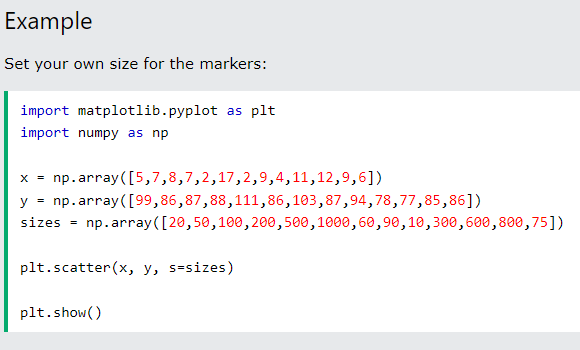 Example
Set your own size for the markers:
import matplotlib.pyplot as plt
import numpy as np
x = np.array([5,7,8,7,2,17,2,9,4,11,12,9,6])
y = np.array([99,86,87,88,111,86,103,87,94,78,77,85,86])
sizes = np.array([20,50,100,200,500,1000,60,90,10,300,600,800,75])
plt.scatter(x, y, s=sizes)
plt.show()